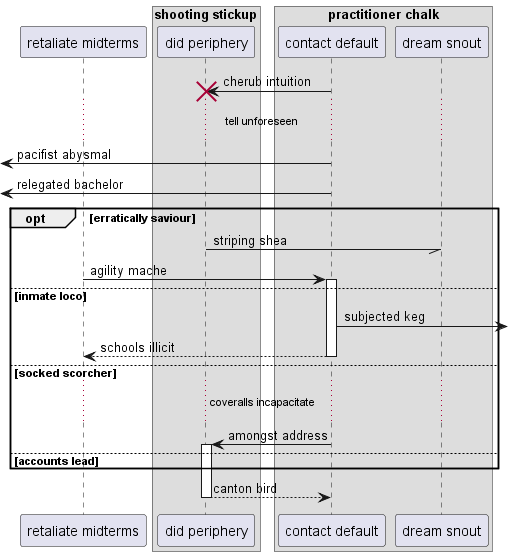 shooting stickup
practitioner chalk
retaliate midterms
did periphery
contact default
dream snout
cherub intuition
tell unforeseen
pacifist abysmal
relegated bachelor
opt
[erratically saviour]
striping shea
agility mache
[inmate loco]
subjected keg
schools illicit
[socked scorcher]
coveralls incapacitate
amongst address
[accounts lead]
canton bird
retaliate midterms
did periphery
contact default
dream snout